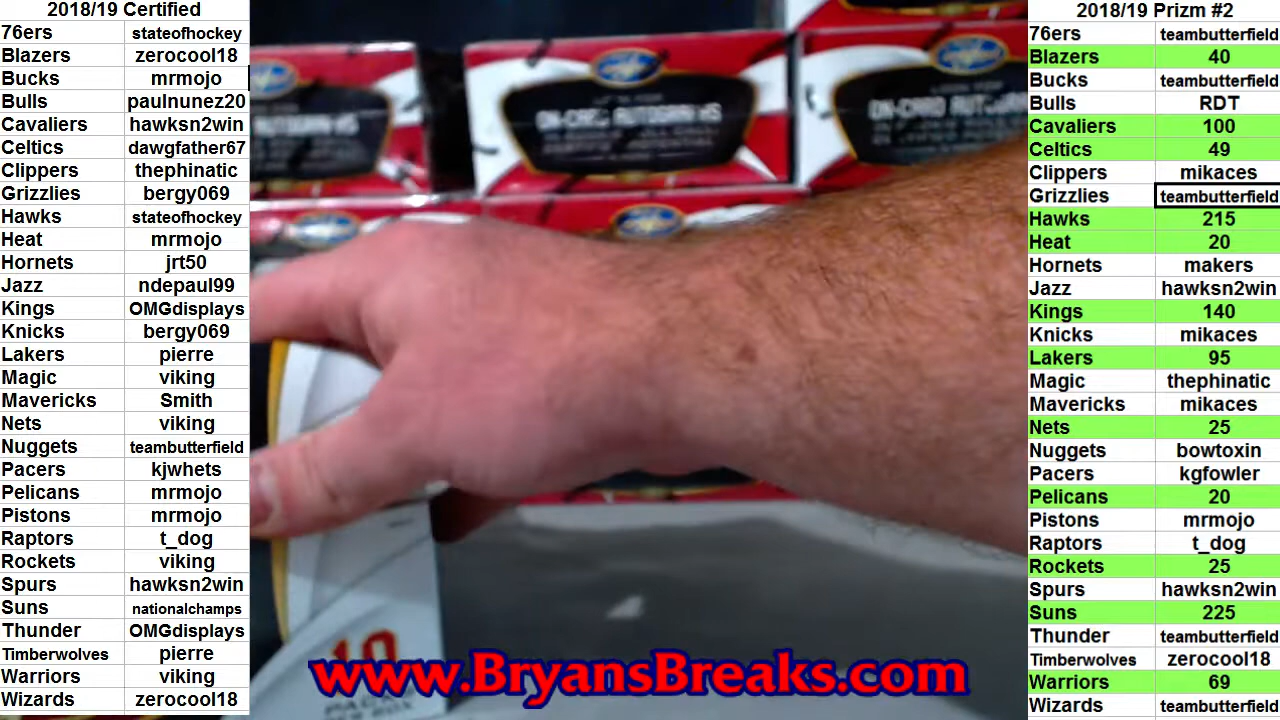 2018/19 Certified
76ers stateofhockey
Blazers zerocool18
Bucks mrmojo
Bulls paulnunez20
Cavaliers hawksn2win
Celtics dawgfather67
Clippers thephinatic
Grizzlies bergy069
Hawks stateofhockey
Heat mrmojo
Hornets jrt50
Jazz ndepaul99
Kings OMGdisplays
Knicks bergy069
Lakers pierre
Magic viking
Mavericks Smith
Nets viking
Nuggets teambutterfield
Pacers kjwhets
Pelicans mrmojo
Pistons mrmojo
Raptors t_dog
Rockets viking
Spurs hawksn2win
Suns nationalchamps
Thunder OMGdisplays
Timberwolves pierre
Warriors viking
Wizards zerocool18
ON-CARD AUTOGRAPHS
ON-CARD
10
www.BryansBreaks.com
2018/19 Prizm #2
76ers teambutterfield
Blazers 40
Bucks teambutterfield
Bulls RDT
Cavaliers 100
Celtics 49
Clippers mikaces
Grizzlies teambutterfield
Hawks 215
Heat 20
Hornets makers
Jazz hawksn2win
Kings 140
Knicks mikaces
Lakers 95
Magic thephinatic
Mavericks mikaces
Nets 25
Nuggets bowtoxin
Pacers kgfowler
Pelicans 20
Pistons mrmojo
Raptors t_dog
Rockets 25
Spurs hawksn2win
Suns 225
Thunder teambutterfield
Timberwolves zerocool18
Warriors 69
Wizards teambutterfield